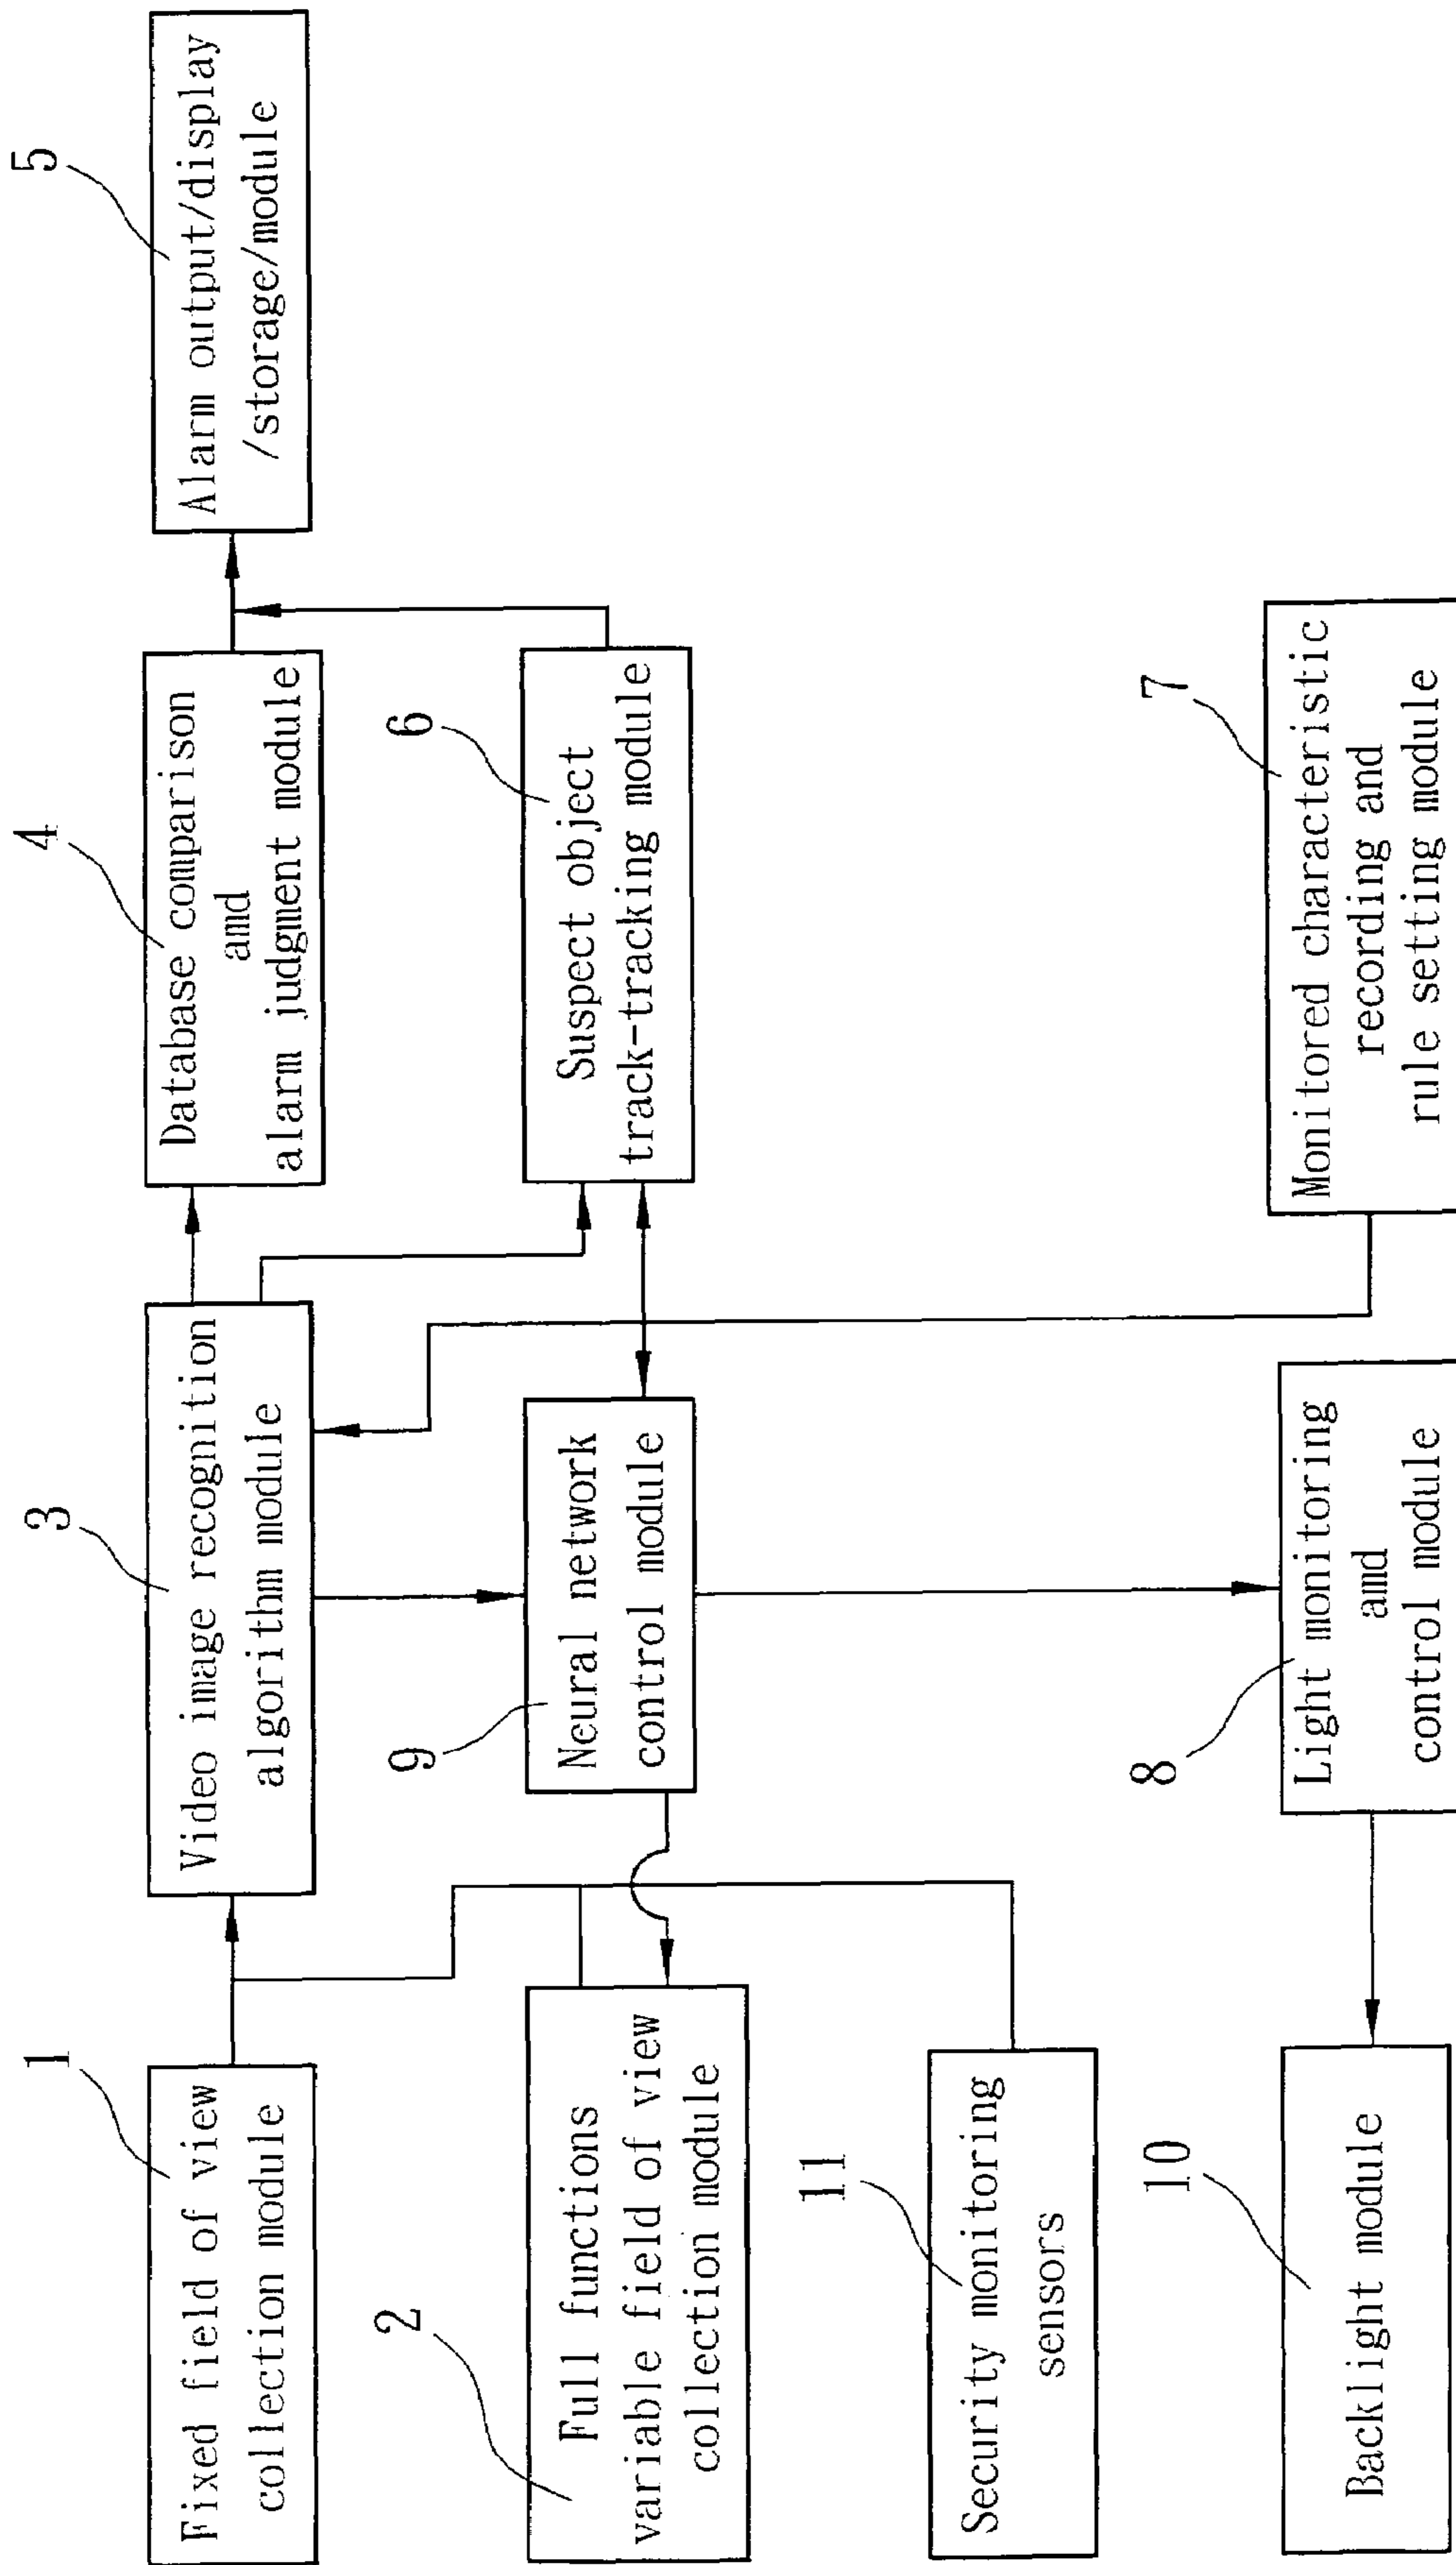 1
Fixed field of view
collection module
3
Video image recognition
algorithm module
4
Database comparison
amd
alarm judgment module
5
Alarm output/display
/storage/module
2
Full functions
variable field of view
collection module
9
Neural network
control module
6
Suspect object
track-tracking module
11
Security monitoring
sensors
10
Backlight module
8
Light monitoring
amd
control module
7
Monitored characteristic
recording and
rule setting module